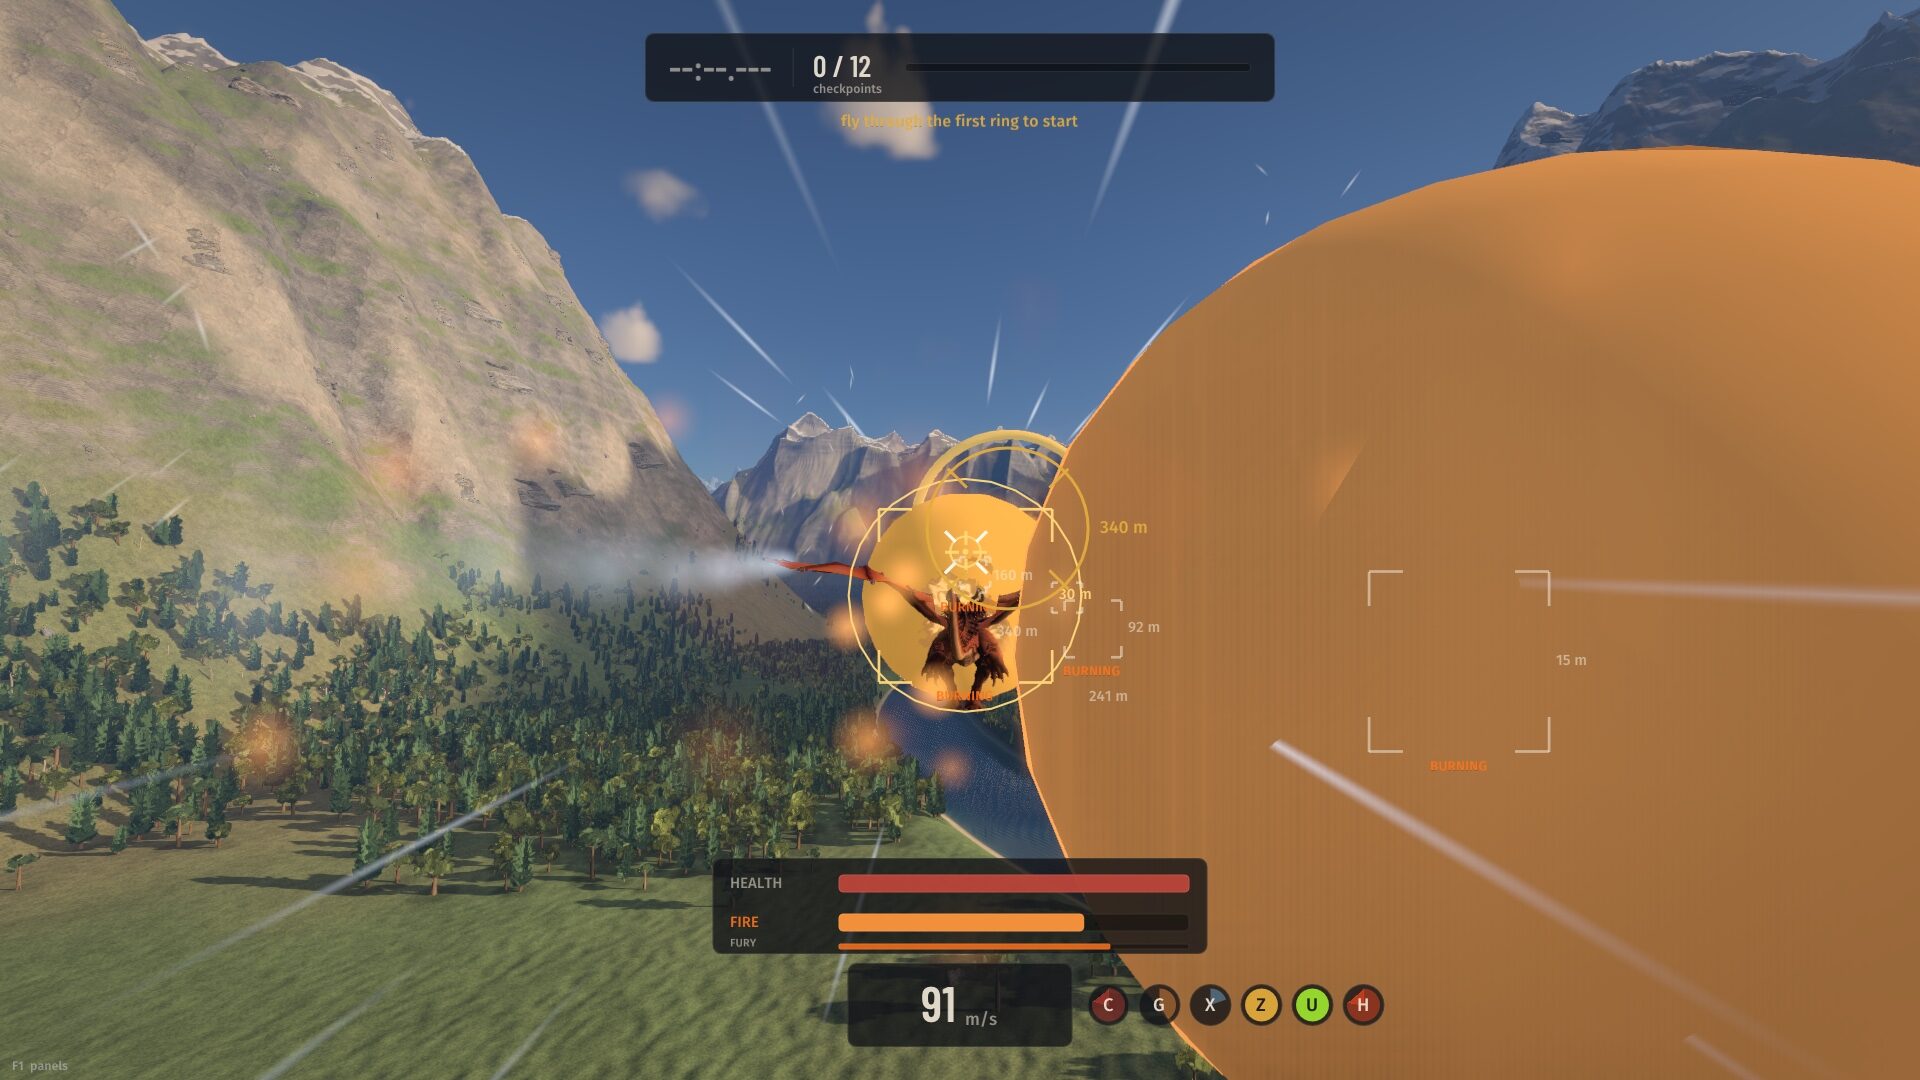 --:--.---
0 / 12
checkpoints
fly through the first ring to start
340 m
160 m
30 m
BURNING
340 m
92 m
BURNING
15 m
BURNING
241 m
BURNING
HEALTH
FIRE
FURY
91 m/s
C G X Z U H
F1 panels